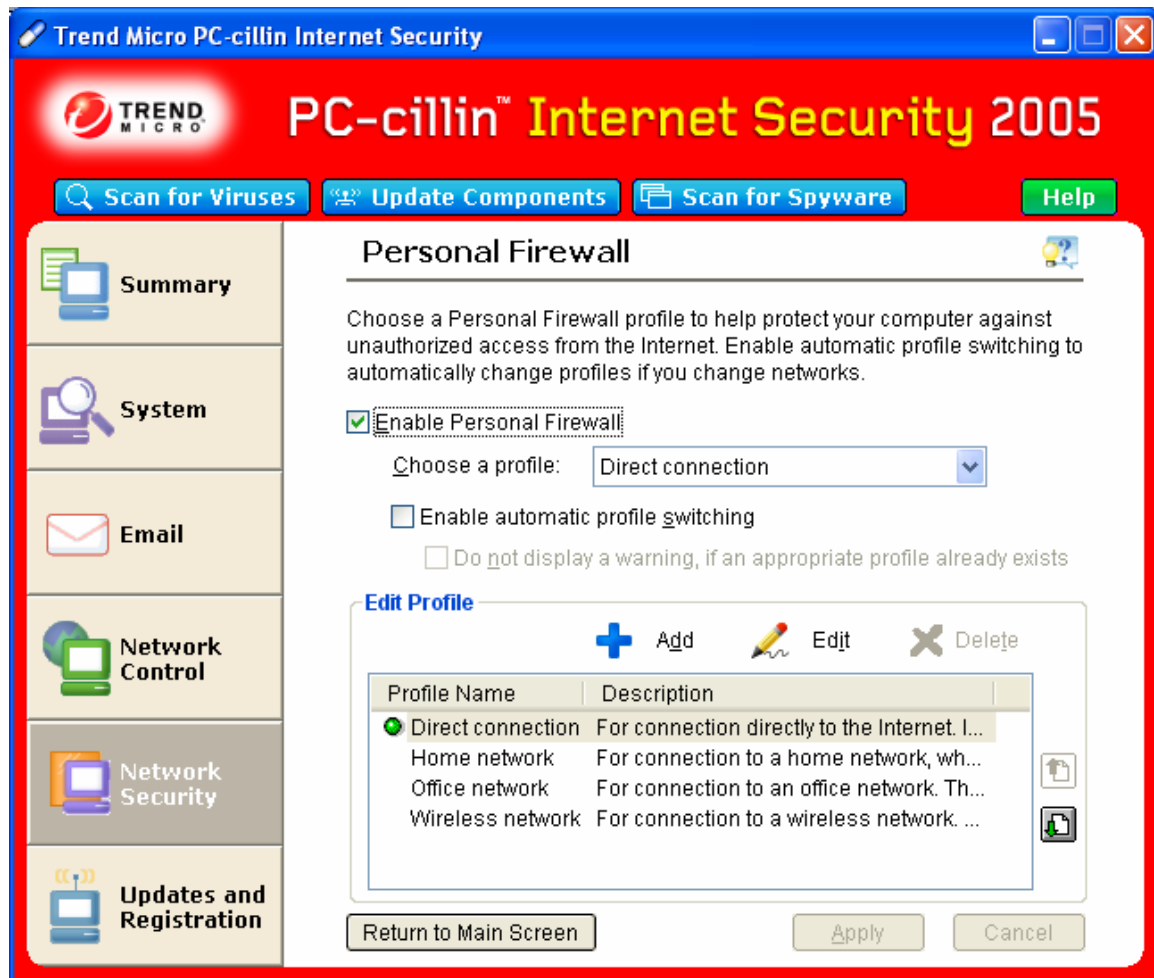 Trend Micro PC-cillin Internet Security
TREND MICRO
PC-cillin™ Internet Security 2005
Scan for Viruses
Update Components
Scan for Spyware
Help
Summary
System
Email
Network Control
Network Security
Updates and Registration
Personal Firewall
Choose a Personal Firewall profile to help protect your computer against
unauthorized access from the Internet. Enable automatic profile switching to
automatically change profiles if you change networks.
Enable Personal Firewall
Choose a profile: Direct connection
Enable automatic profile switching
Do not display a warning, if an appropriate profile already exists
Edit Profile
Add Edit Delete
Profile Name Description
Direct connection For connection directly to the Internet. I...
Home network For connection to a home network, wh...
Office network For connection to an office network. Th...
Wireless network For connection to a wireless network. ...
Return to Main Screen
Apply
Cancel